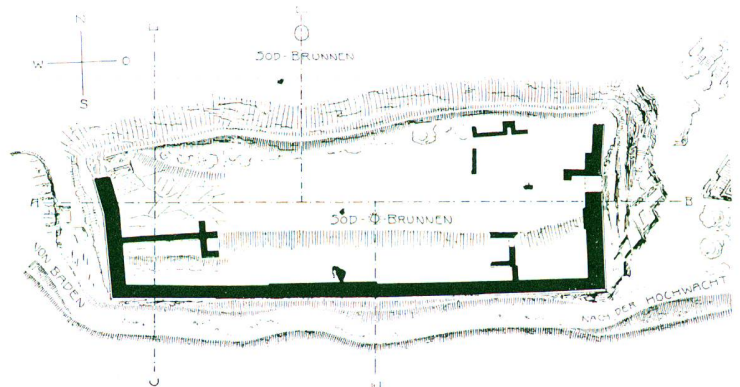 N
W O
S
SOD-BRUNNEN
A B
SOD-BRUNNEN
VON BADEN
NACH DER HOCHWACHT